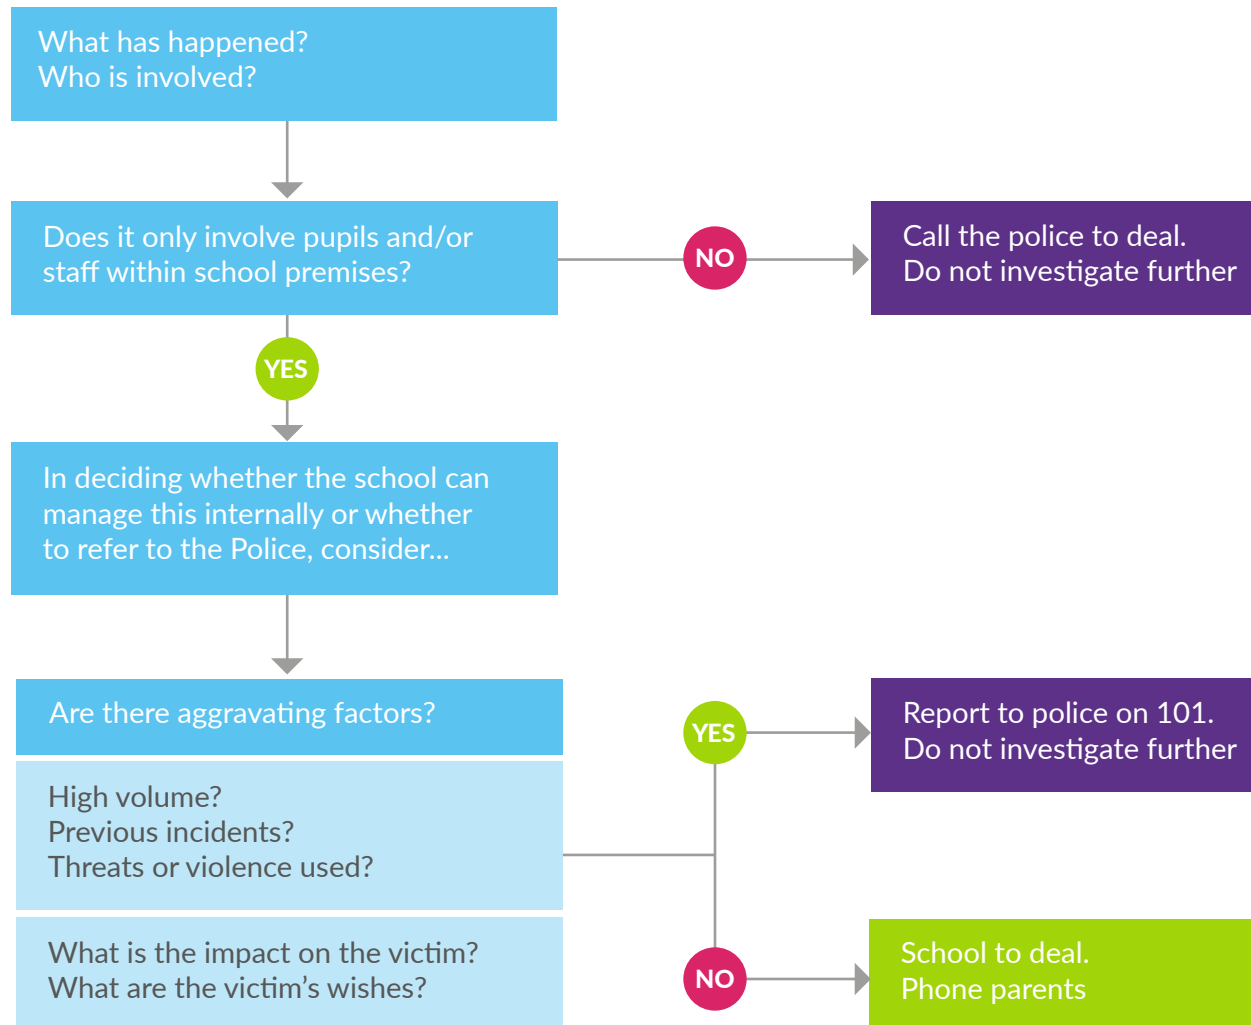 What has happened?
Who is involved?
Does it only involve pupils and/or
staff within school premises?
NO
Call the police to deal.
Do not investigate further
YES
In deciding whether the school can
manage this internally or whether
to refer to the Police, consider...
Are there aggravating factors?
High volume?
Previous incidents?
Threats or violence used?
What is the impact on the victim?
What are the victim’s wishes?
YES
Report to police on 101.
Do not investigate further
NO
School to deal.
Phone parents